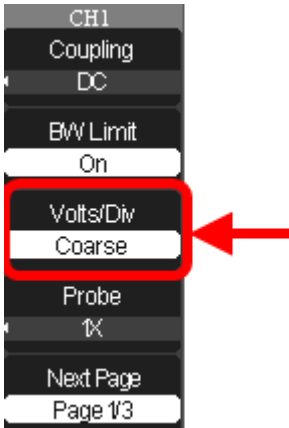 CH1
Coupling
DC
BW Limit
On
Volts/Div
Coarse
Probe
1X
Next Page
Page 1/3